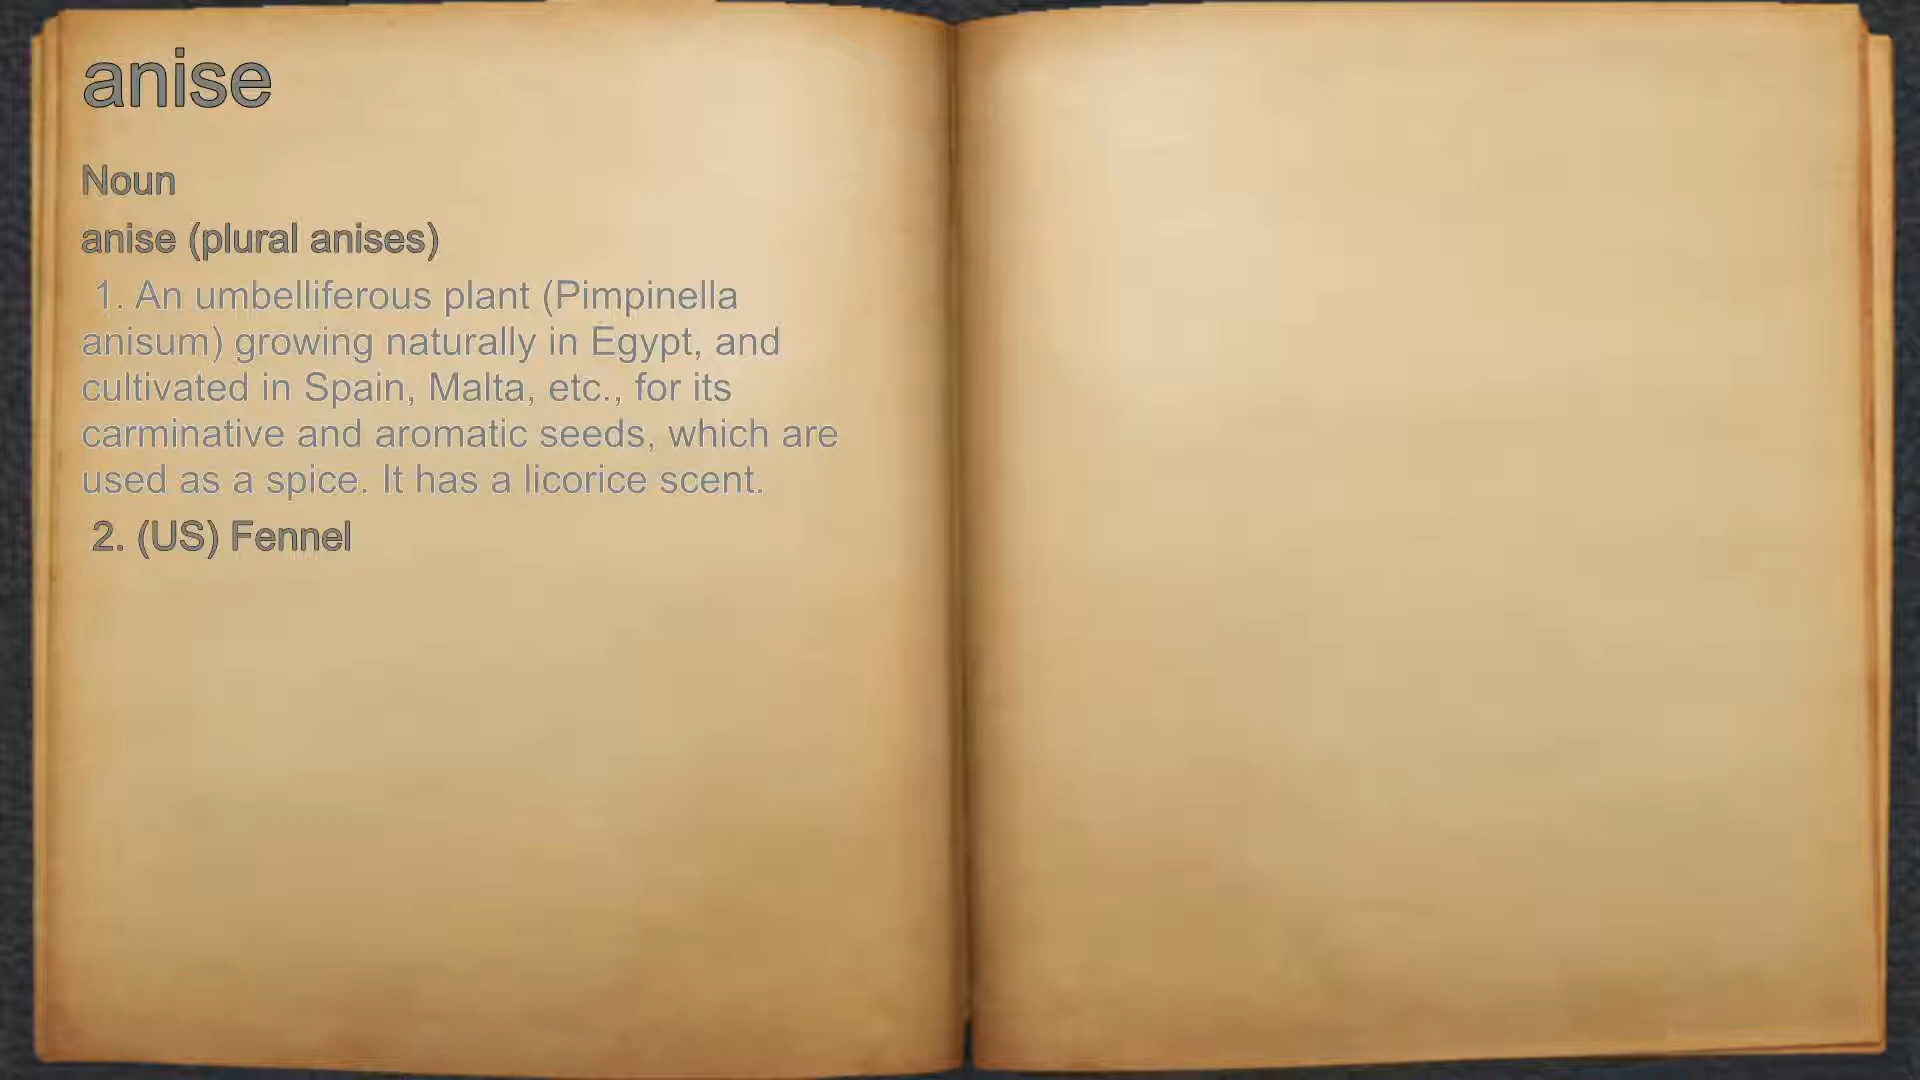 anise
Noun
anise (plural anises)
1. An umbelliferous plant (Pimpinella
anisum) growing naturally in Egypt, and
cultivated in Spain, Malta, etc., for its
carminative and aromatic seeds, which are
used as a spice. It has a licorice scent.
2. (US) Fennel